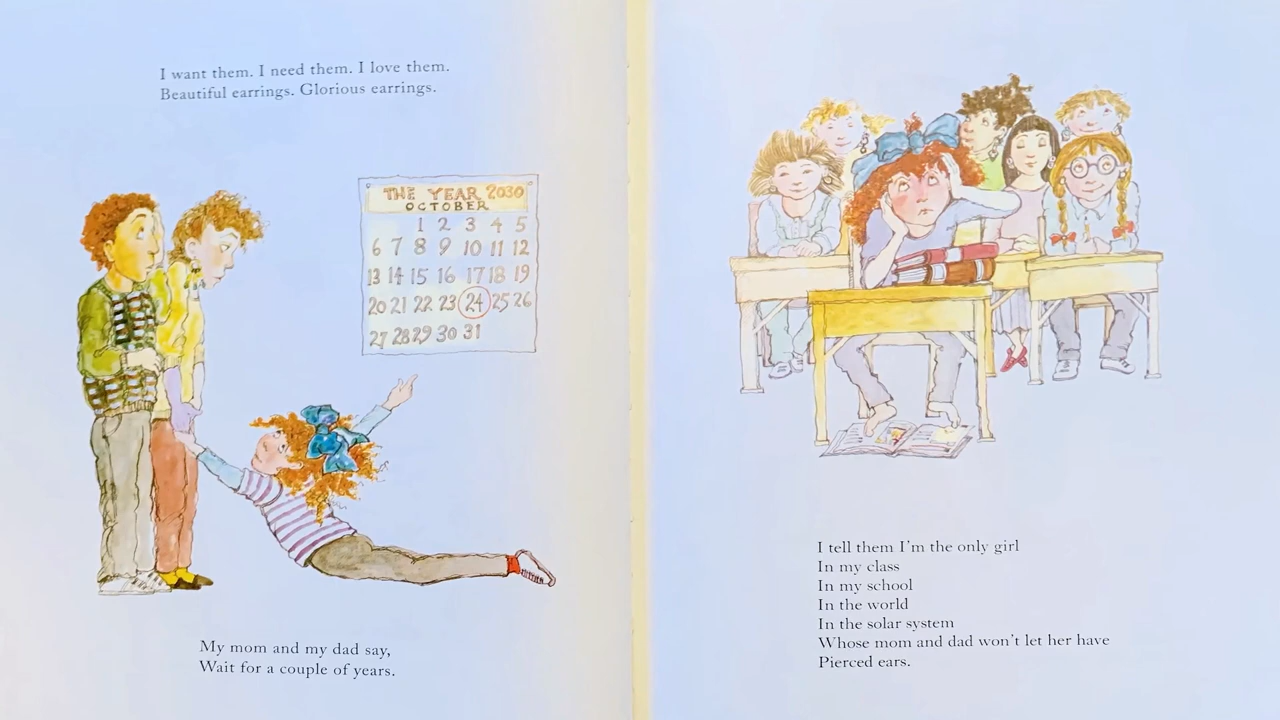 I want them. I need them. I love them.
Beautiful earrings. Glorious earrings.
THE YEAR 2030
OCTOBER
1 2 3 4 5
6 7 8 9 10 11 12
13 14 15 16 17 18 19
20 21 22 23 24 25 26
27 28 29 30 31
My mom and my dad say,
Wait for a couple of years.
I tell them I'm the only girl
In my class
In my school
In the world
In the solar system
Whose mom and dad won't let her have
Pierced ears.